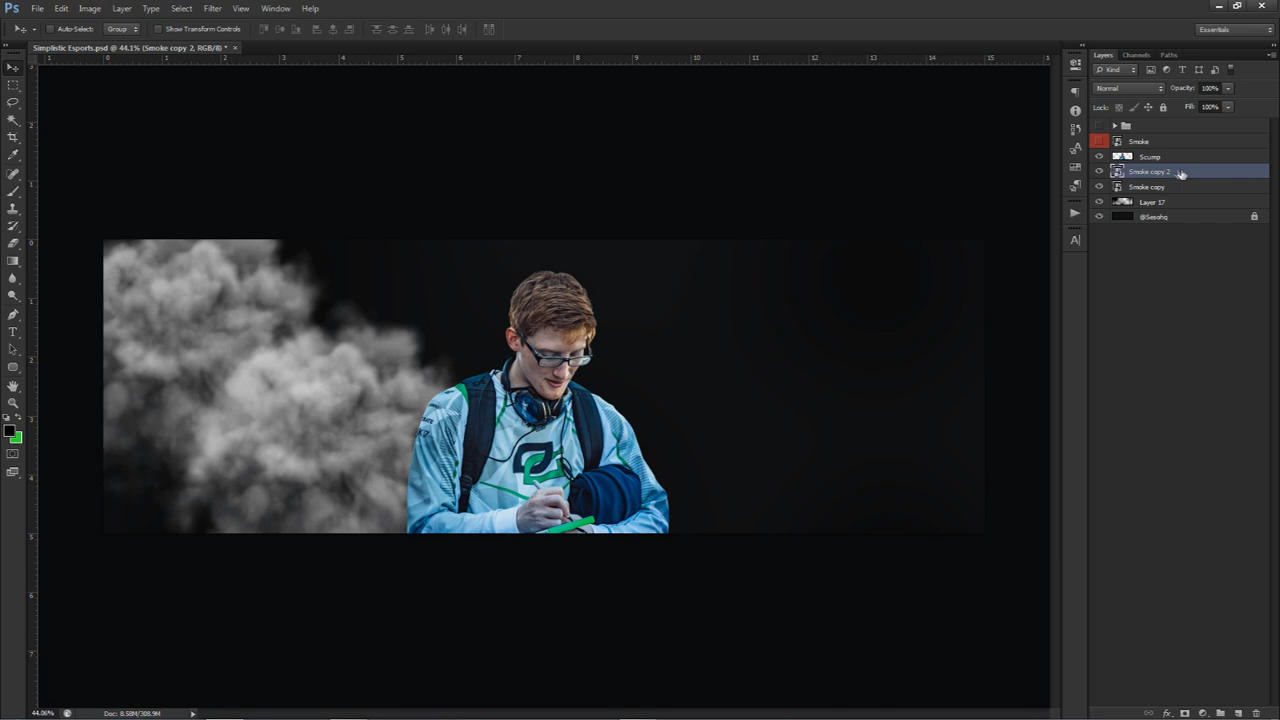 Ps File Edit Image Layer Type Select Filter View Window Help
Auto-Select: Group Show Transform Controls Essentials
Simplistic Esports.psd @ 44.1% (Smoke copy 2, RGB/8) * ×
Layers Channels Paths
Kind
Normal Opacity: 100%
Lock: Fill: 100%
Smoke
Scump
Smoke copy 2
Smoke copy
Layer 17
@Sesohq
44.06% Doc: 8.58M/308.9M